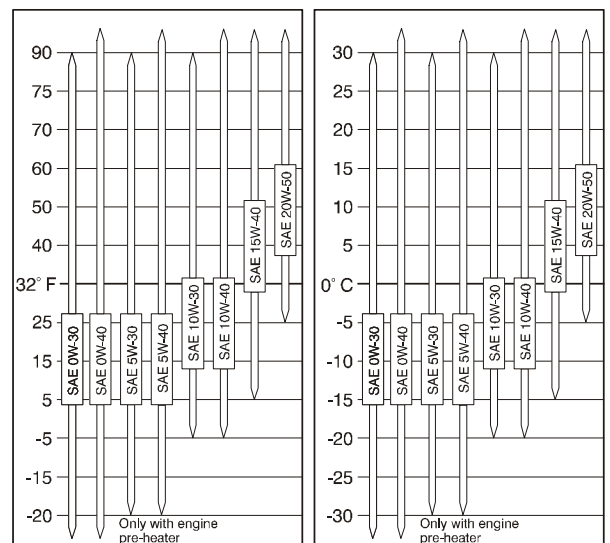 90
75
70
60
50
40
32° F
25
15
5
-5
-15
-20
SAE 0W-30
SAE 0W-40
SAE 5W-30
SAE 5W-40
SAE 10W-30
SAE 10W-40
SAE 15W-40
SAE 20W-50
Only with engine
pre-heater
30
25
20
15
10
5
0° C
-5
-10
-15
-20
-25
-30
SAE 0W-30
SAE 0W-40
SAE 5W-30
SAE 5W-40
SAE 10W-30
SAE 10W-40
SAE 15W-40
SAE 20W-50
Only with engine
pre-heater